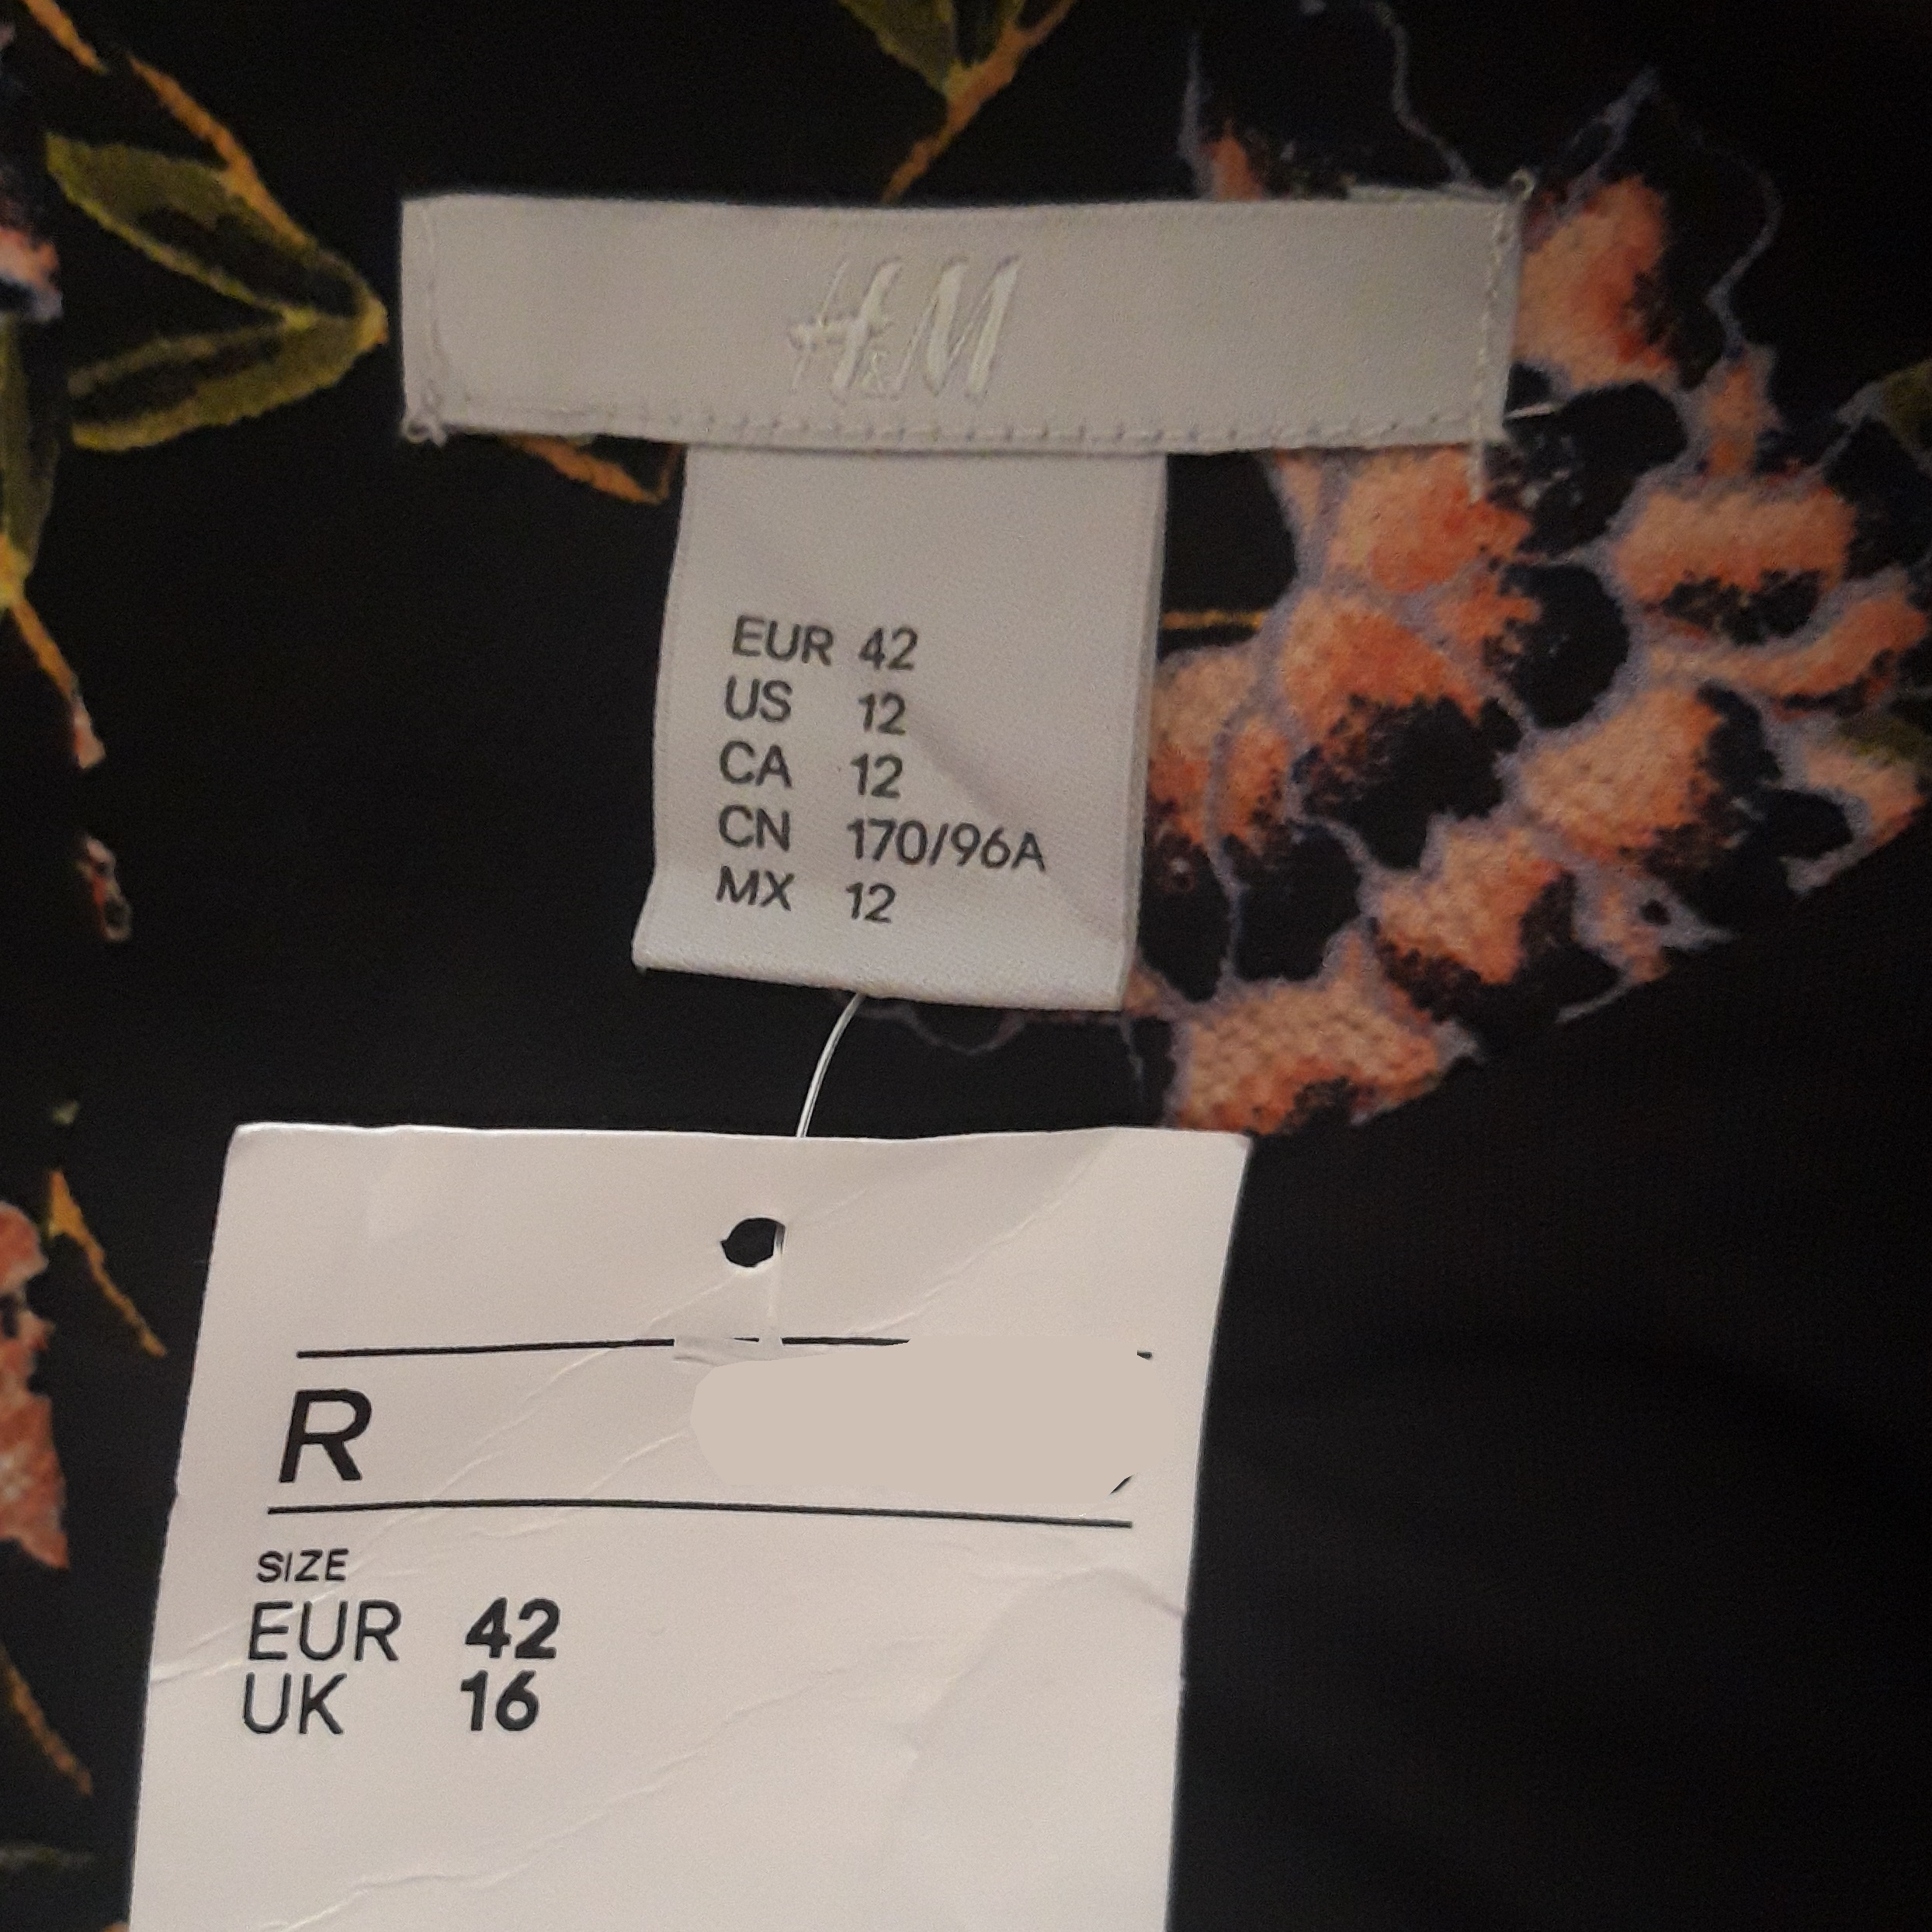 H&M
EUR 42
US 12
CA 12
CN 170/96A
MX 12
R
SIZE
EUR 42
UK 16